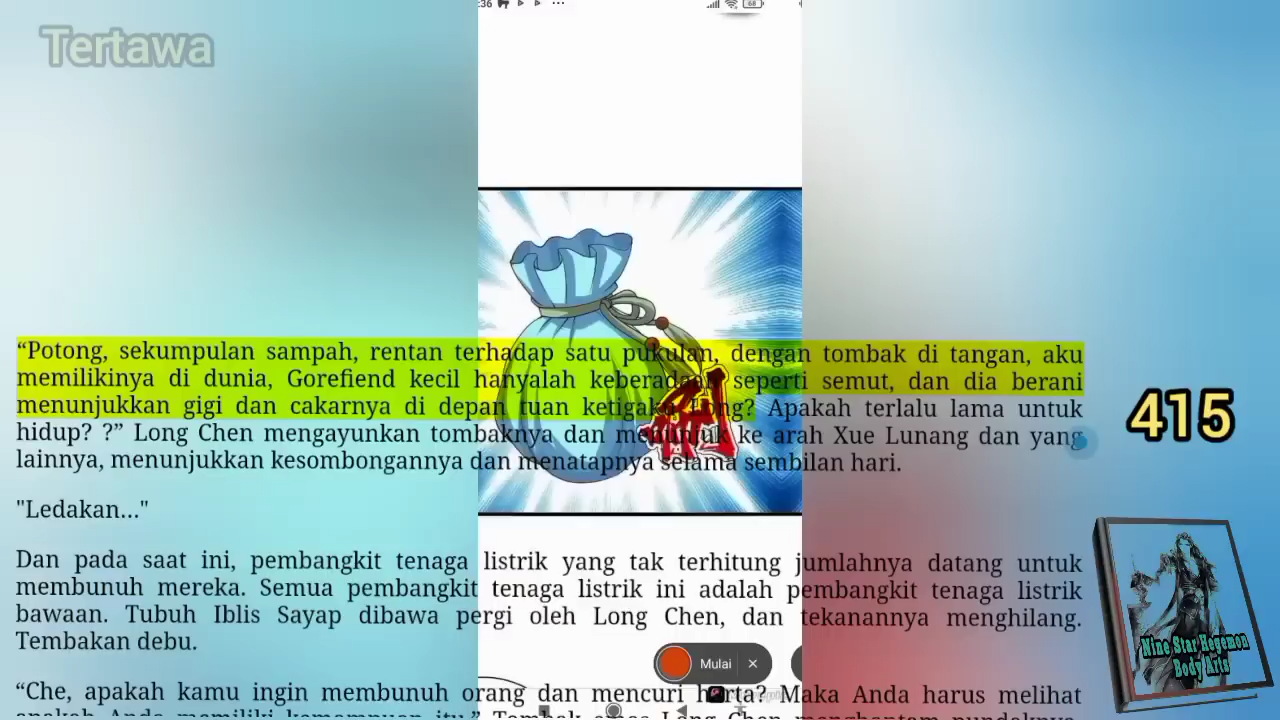 :36
68
Tertawa
“Potong, sekumpulan sampah, rentan terhadap satu pukulan, dengan tombak di tangan, aku
memilikinya di dunia, Gorefiend kecil hanyalah keberadaan seperti semut, dan dia berani
menunjukkan gigi dan cakarnya di depan tuan ketigaku Long? Apakah terlalu lama untuk
hidup? ?” Long Chen mengayunkan tombaknya dan menunjuk ke arah Xue Lunang dan yang
lainnya, menunjukkan kesombongannya dan menatapnya selama sembilan hari.
415
"Ledakan..."
Dan pada saat ini, pembangkit tenaga listrik yang tak terhitung jumlahnya datang untuk
membunuh mereka. Semua pembangkit tenaga listrik ini adalah pembangkit tenaga listrik
bawaan. Tubuh Iblis Sayap dibawa pergi oleh Long Chen, dan tekanannya menghilang.
Tembakan debu.
Nine Star Hegemon
Body Arts
Mulai
“Che, apakah kamu ingin membunuh orang dan mencuri harta? Maka Anda harus melihat